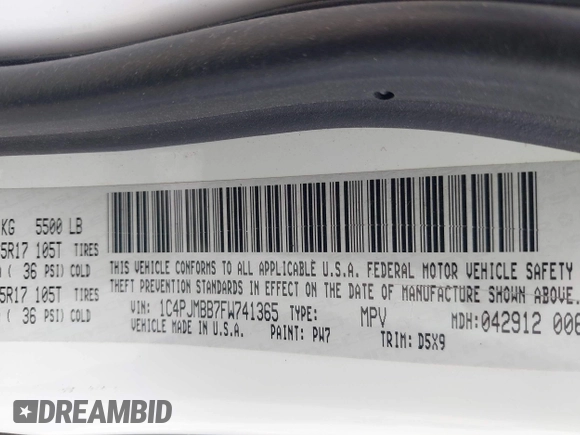 KG 5500 LB
5R17 105T TIRES
( 36 PSI) COLD
5R17 105T TIRES
( 36 PSI) COLD
THIS VEHICLE CONFORMS TO ALL APPLICABLE U.S.A. FEDERAL MOTOR VEHICLE SAFETY
THEFT PREVENTION STANDARDS IN EFFECT ON THE DATE OF MANUFACTURE SHOWN ABOVE.
VIN: 1C4PJMBB7FW741365 TYPE: MPV MDH: 042912 006
VEHICLE MADE IN U.S.A. PAINT: PW7 TRIM: D5X9
DREAMBID